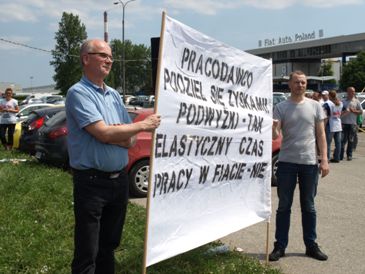 Fiat Auto Poland
PRACODAWCO
PODZIEL SIĘ ZYSKAMI
PODWYŻKI - TAK
ELASTYCZNY CZAS
PRACY W FIACIE - NIE